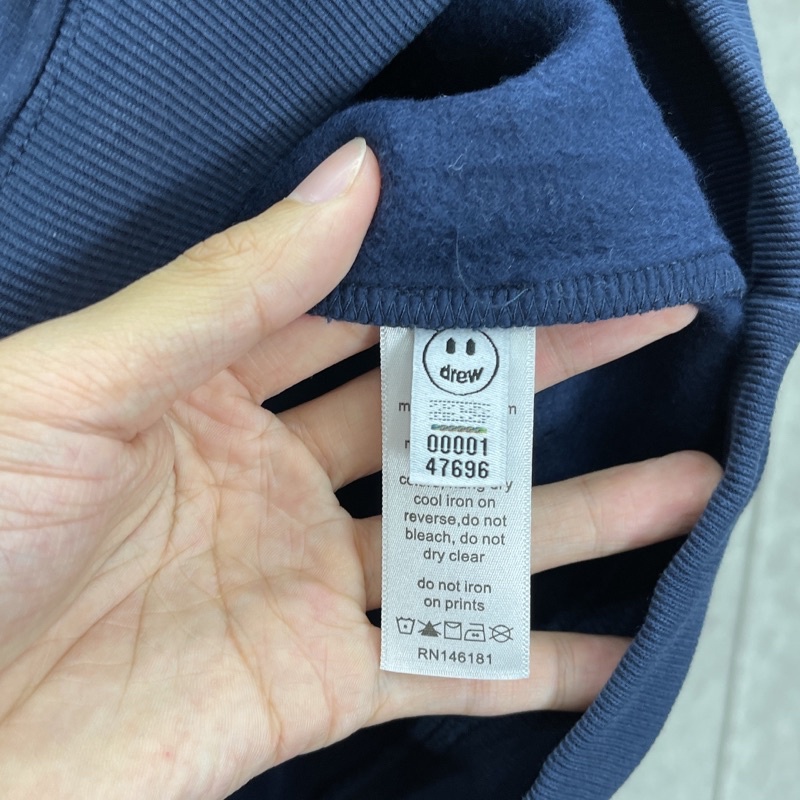 drew
00001
47696
cool iron on
reverse,do not
bleach, do not
dry clear
do not iron
on prints
RN146181